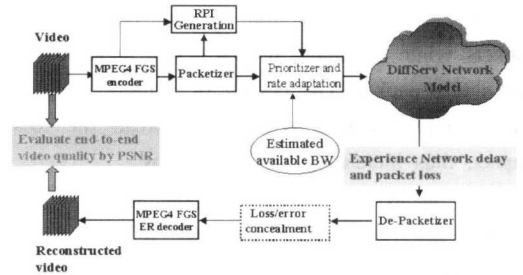 RPI
Generation
Video
MPEG4 FGS
encoder
Packetizer
Prioritizer and
rate adaptation
DiffServ Network
Model
Evaluate end-to-end
video quality by PSNR
Estimated
available BW
Experience Network delay
and packet loss
MPEG4 FGS
ER decoder
Loss/error
concealment
De-Packetizer
Reconstructed
video